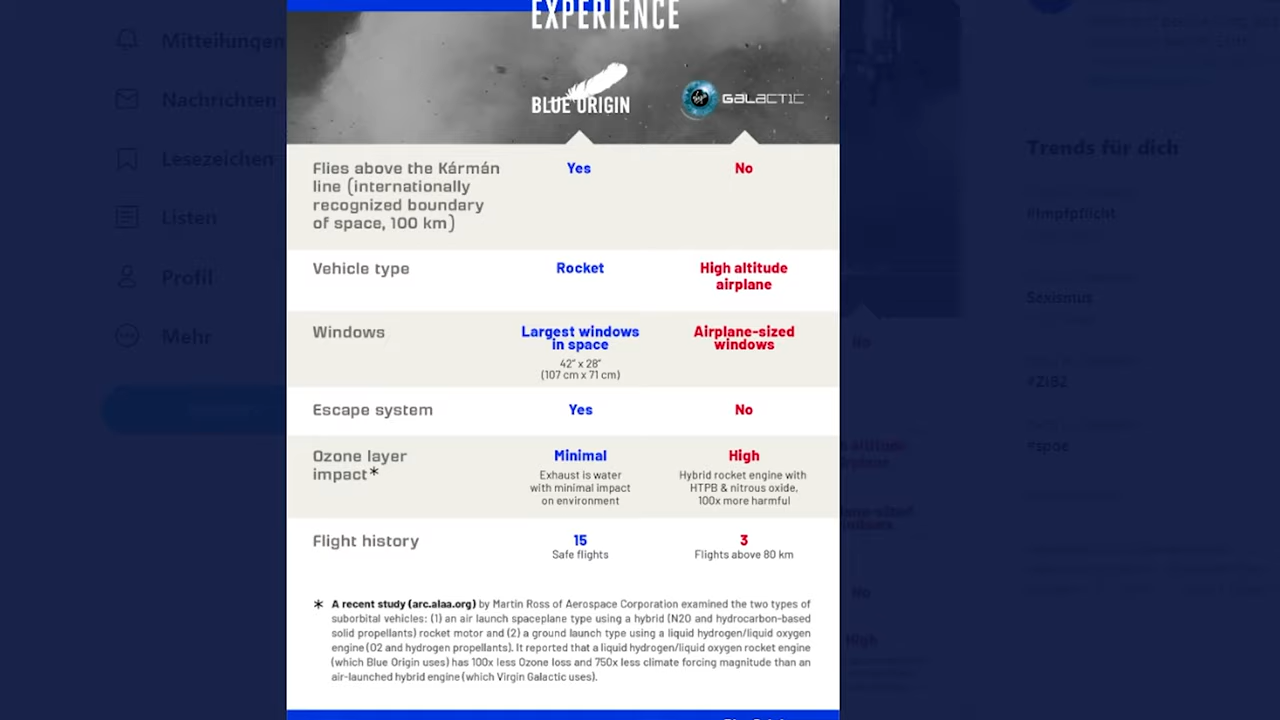 EXPERIENCE
BLUE ORIGIN
GALACTIC
Flies above the Kármán
line (internationally
recognized boundary
of space, 100 km)
Yes
No
Vehicle type
Rocket
High altitude
airplane
Windows
Largest windows
in space
42" x 28"
(107 cm x 71 cm)
Airplane-sized
windows
Escape system
Yes
No
Ozone layer
impact*
Minimal
Exhaust is water
with minimal impact
on environment
High
Hybrid rocket engine with
HTPB & nitrous oxide,
100x more harmful
Flight history
15
Safe flights
3
Flights above 80 km
* A recent study (arc.aiaa.org) by Martin Ross of Aerospace Corporation examined the two types of
suborbital vehicles: (1) an air launch spaceplane type using a hybrid (N2O and hydrocarbon-based
solid propellants) rocket motor and (2) a ground launch type using a liquid hydrogen/liquid oxygen
engine (O2 and hydrogen propellants). It reported that a liquid hydrogen/liquid oxygen rocket engine
(which Blue Origin uses) has 100x less Ozone loss and 750x less climate forcing magnitude than an
air-launched hybrid engine (which Virgin Galactic uses).
Mitteilungen
Nachrichten
Lesezeichen
Listen
Profil
Mehr
Trends für dich
#Impfpflicht
Sexismus
#ZIB2
#spoe
No
No
High